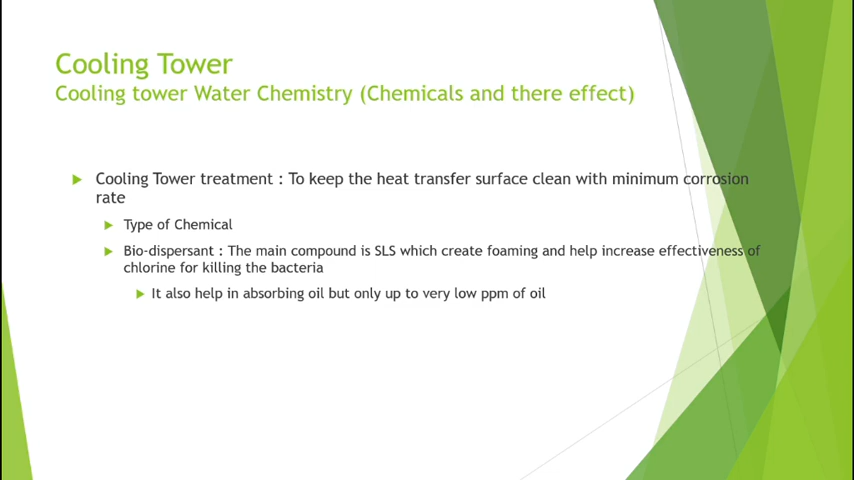 Cooling Tower
Cooling tower Water Chemistry (Chemicals and there effect)
Cooling Tower treatment : To keep the heat transfer surface clean with minimum corrosion
rate
Type of Chemical
Bio-dispersant : The main compound is SLS which create foaming and help increase effectiveness of
chlorine for killing the bacteria
It also help in absorbing oil but only up to very low ppm of oil